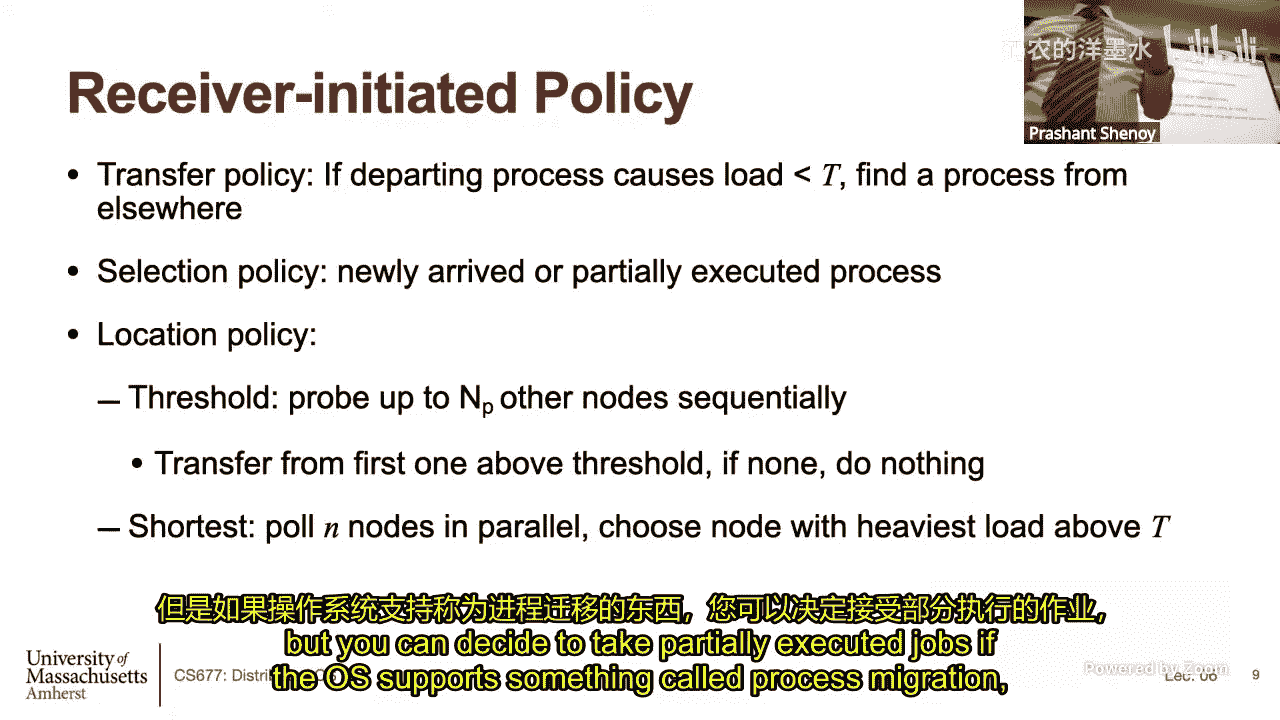 Receiver-initiated Policy
农的洋墨水
bilibili
Prashant Shenoy
• Transfer policy: If departing process causes load < T, find a process from
elsewhere
• Selection policy: newly arrived or partially executed process
• Location policy:
– Threshold: probe up to Np other nodes sequentially
• Transfer from first one above threshold, if none, do nothing
– Shortest: poll n nodes in parallel, choose node with heaviest load above T
但是如果操作系统支持称为进程迁移的东西，您可以决定接受部分执行的作业，
but you can decide to take partially executed jobs if
the OS supports something called process migration,
University of
Massachusetts
Amherst
CS677: Distri
Powered by Zoom
Lec. 06
9